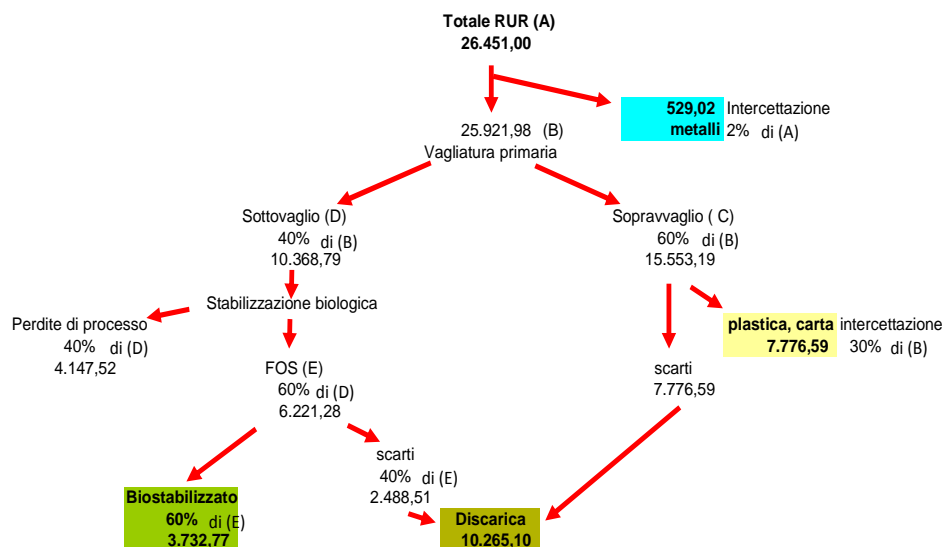 Totale RUR (A)
26.451,00
529,02 Intercettazione
metalli 2% di (A)
25.921,98 (B)
Vagliatura primaria
Sottovaglio (D)
40% di (B)
10.368,79
Sopravvaglio ( C)
60% di (B)
15.553,19
Stabilizzazione biologica
Perdite di processo
40% di (D)
4.147,52
plastica, carta intercettazione
7.776,59 30% di (B)
FOS (E)
60% di (D)
6.221,28
scarti
7.776,59
scarti
40% di (E)
2.488,51
Biostabilizzato
60% di (E)
3.732,77
Discarica
10.265,10